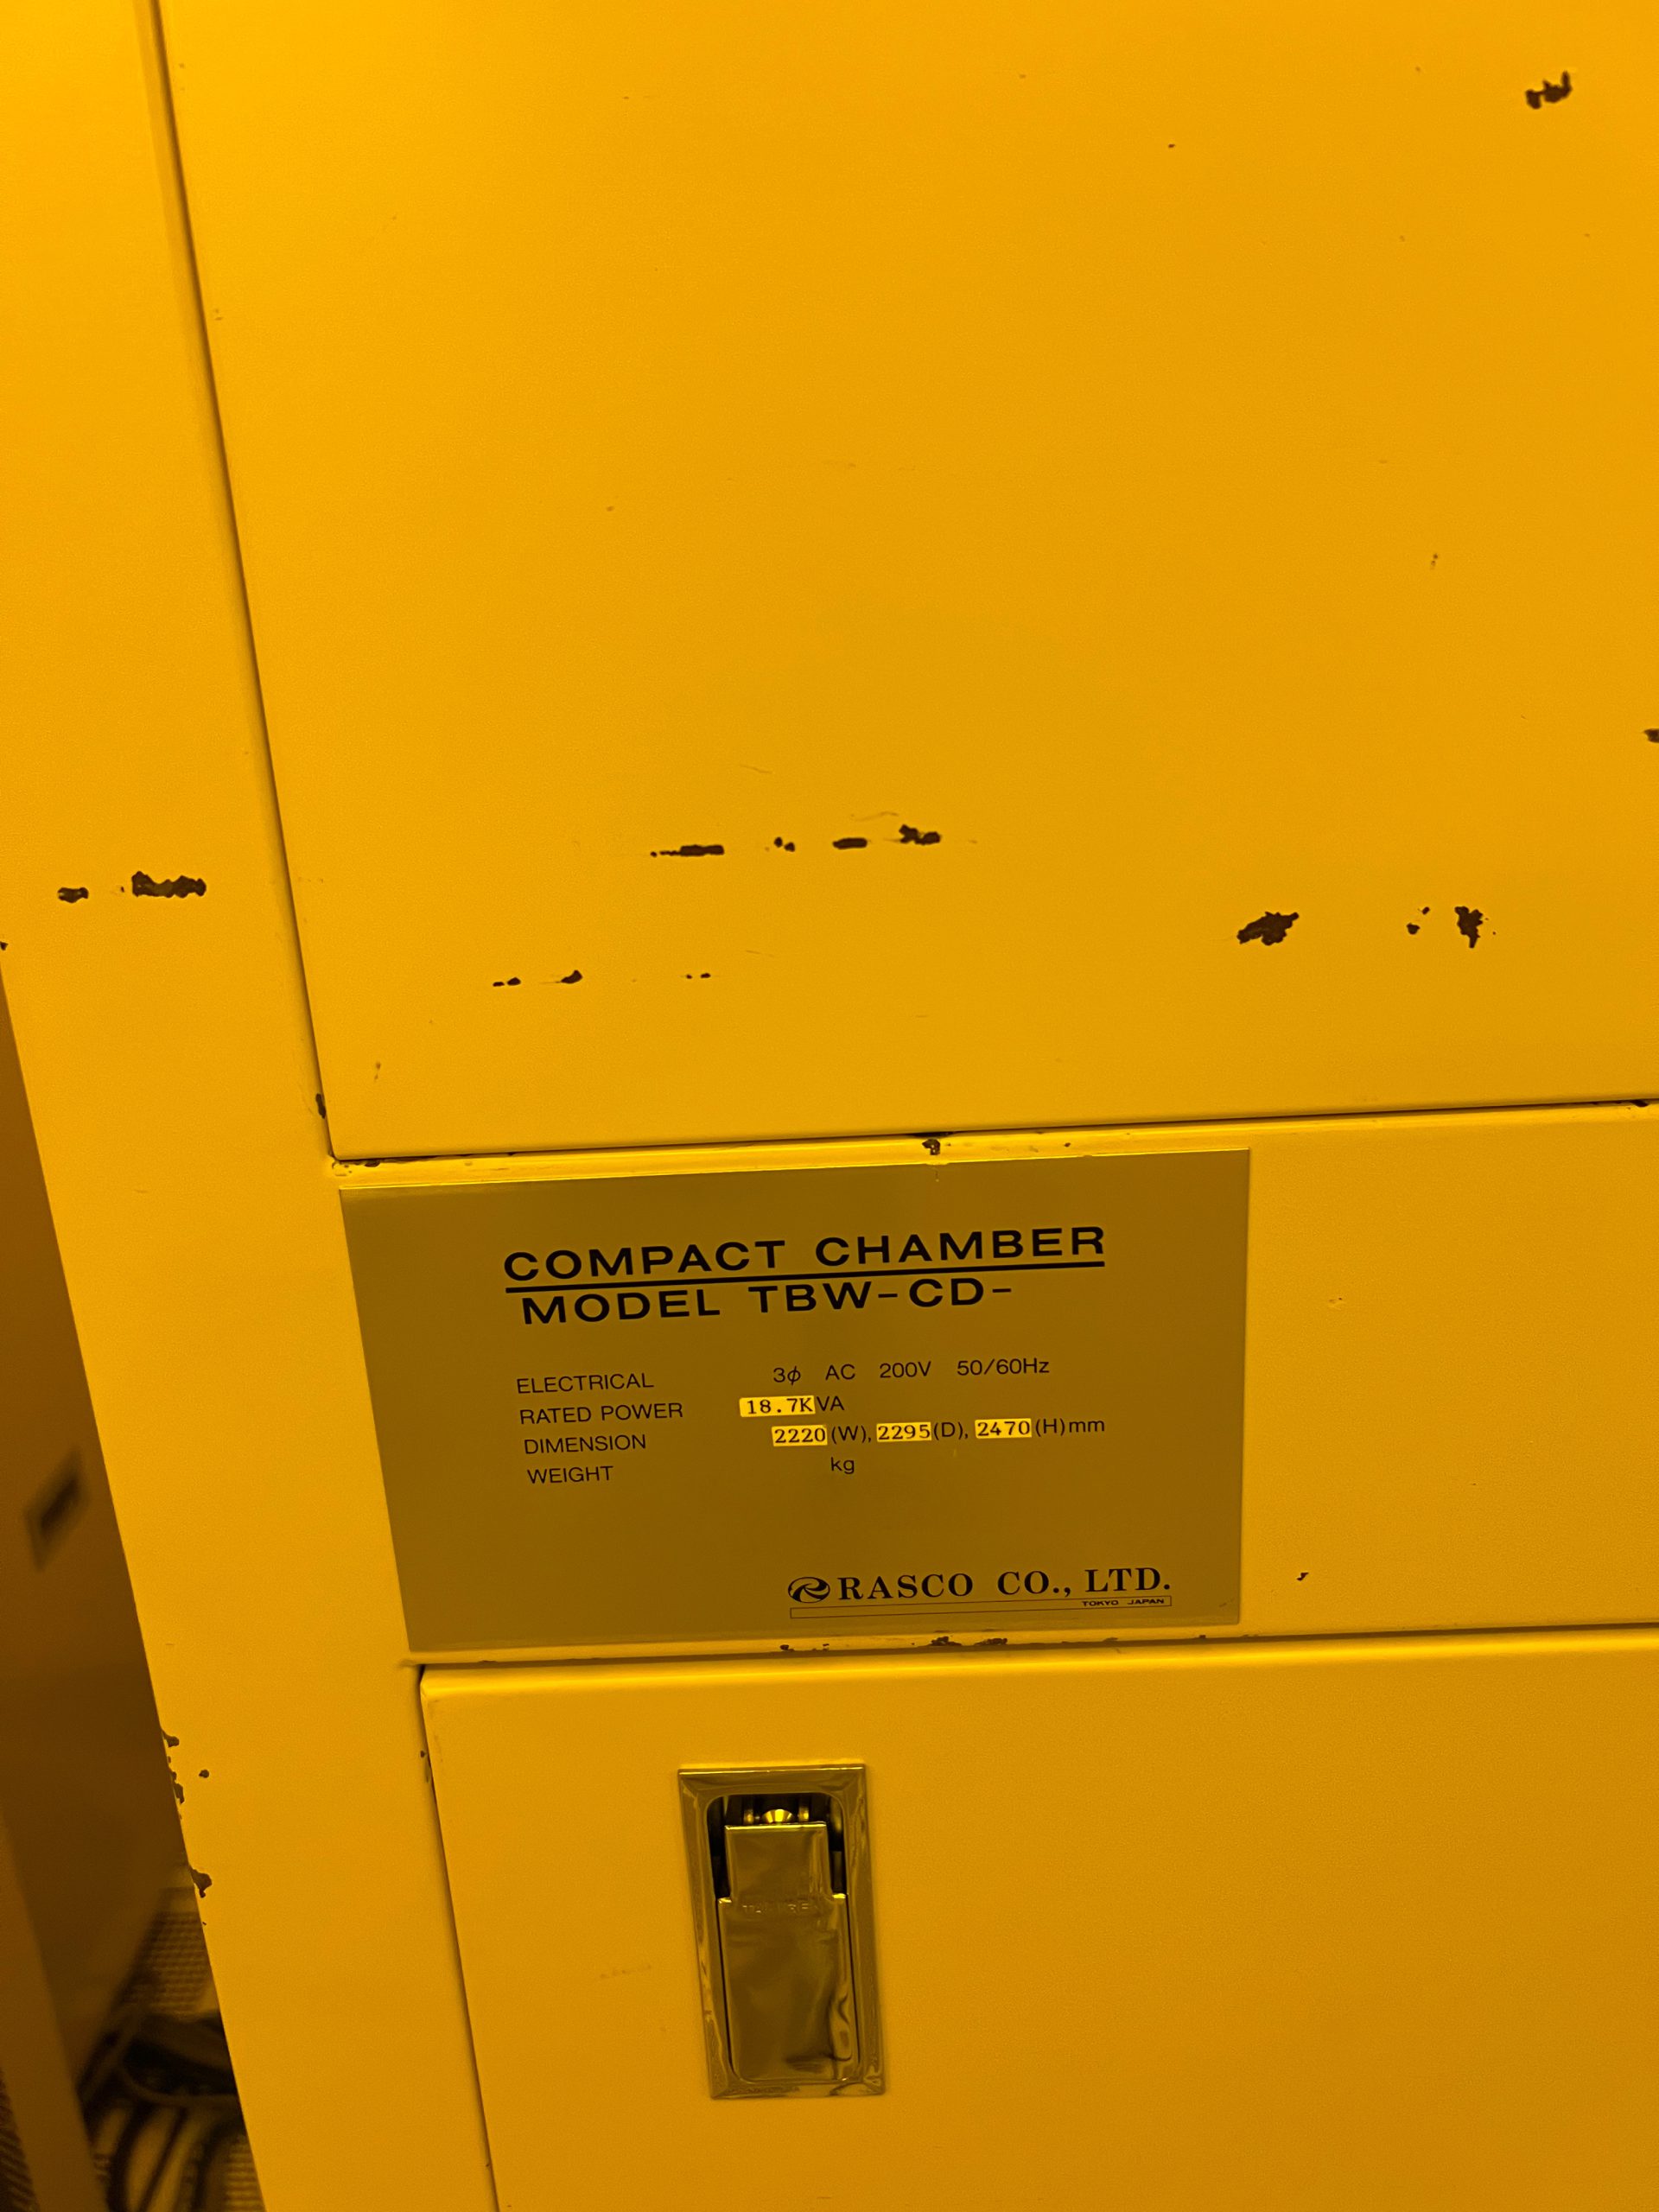 COMPACT CHAMBER
MODEL TBW-CD-
ELECTRICAL 3ϕ AC 200V 50/60Hz
RATED POWER 18.7KVA
DIMENSION 2220(W), 2295(D), 2470(H)mm
WEIGHT kg
RASCO CO., LTD.
TOKYO JAPAN